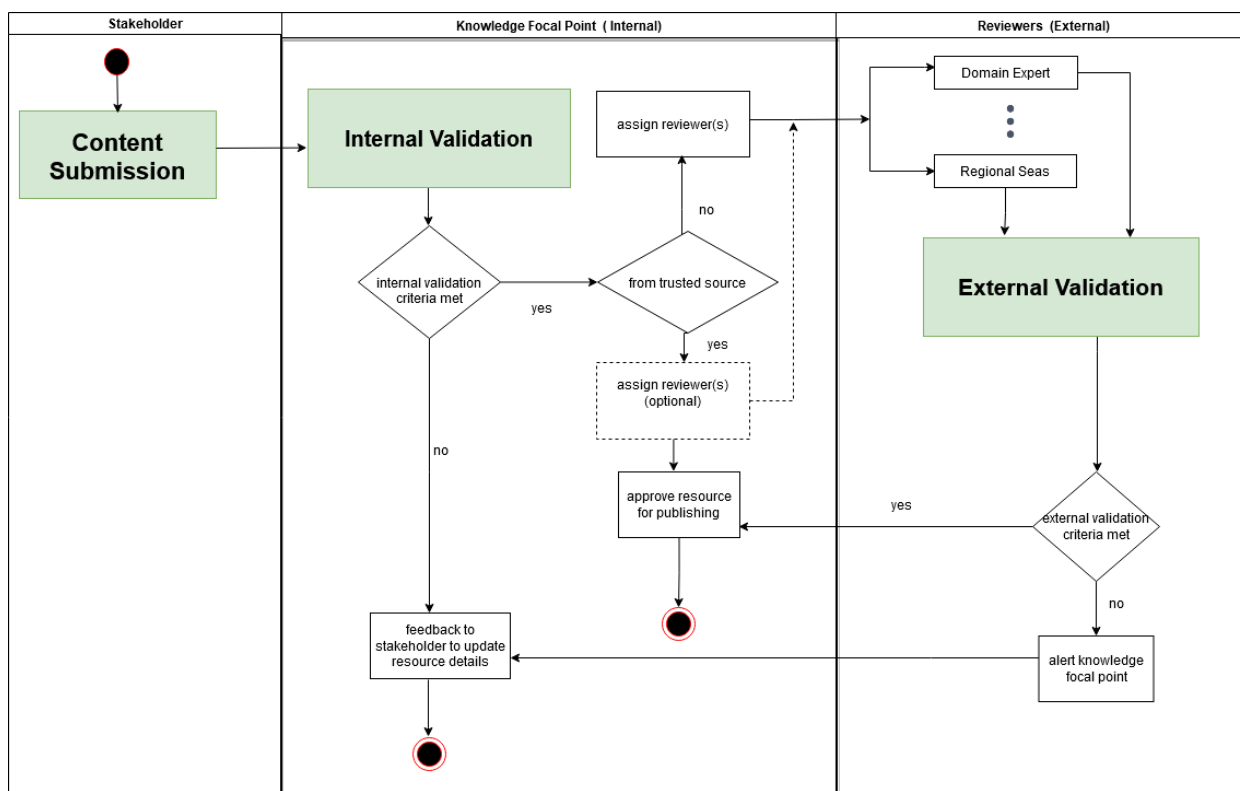 Stakeholder
Knowledge Focal Point  ( Internal)
Reviewers  (External)
Content
Submission
Internal Validation
assign reviewer(s)
Domain Expert
Regional Seas
no
internal validation
criteria met
yes
from trusted source
External Validation
yes
assign reviewer(s)
(optional)
no
approve resource
for publishing
yes
external validation
criteria met
no
feedback to
stakeholder to update
resource details
alert knowledge
focal point